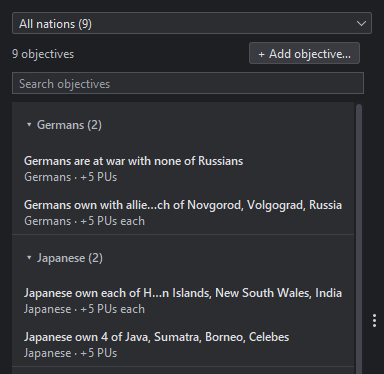 All nations (9)
9 objectives
+ Add objective...
Search objectives
Germans (2)
Germans are at war with none of Russians
Germans · +5 PUs
Germans own with allie...ch of Novgorod, Volgograd, Russia
Germans · +5 PUs each
Japanese (2)
Japanese own each of H...n Islands, New South Wales, India
Japanese · +5 PUs each
Japanese own 4 of Java, Sumatra, Borneo, Celebes
Japanese · +5 PUs